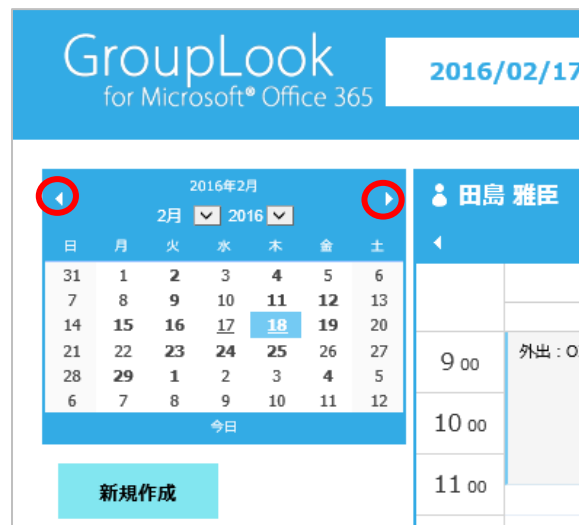 GroupLook
for Microsoft® Office 365
2016/02/17
2016年2月
2月 2016
日 月 火 水 木 金 土
31 1 2 3 4 5 6
7 8 9 10 11 12 13
14 15 16 17 18 19 20
21 22 23 24 25 26 27
28 29 1 2 3 4 5
6 7 8 9 10 11 12
今日
新規作成
田島 雅臣
9 00
外出 : O
10 00
11 00